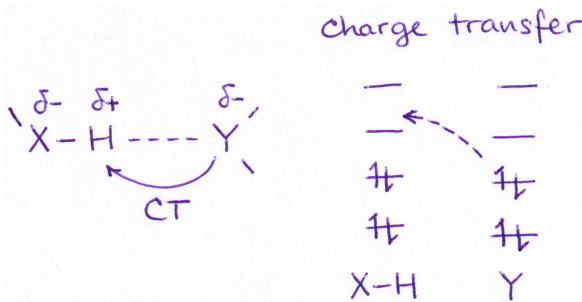 Charge transfer
δ- δ+ δ-
X-H----Y
CT
X-H Y